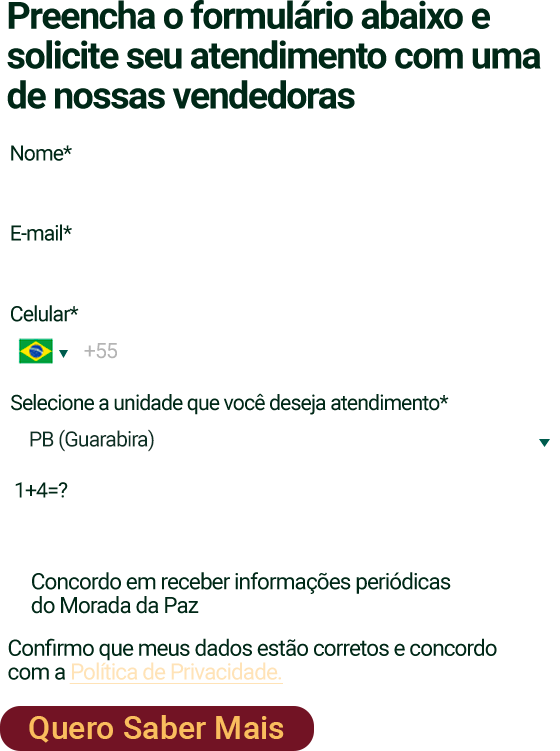 Preencha o formulário abaixo e
solicite seu atendimento com uma
de nossas vendedoras
Nome*
E-mail*
Celular*
+55
Selecione a unidade que você deseja atendimento*
PB (Guarabira)
1+4=?
Concordo em receber informações periódicas
do Morada da Paz
Confirmo que meus dados estão corretos e concordo
com a Política de Privacidade.
Quero Saber Mais